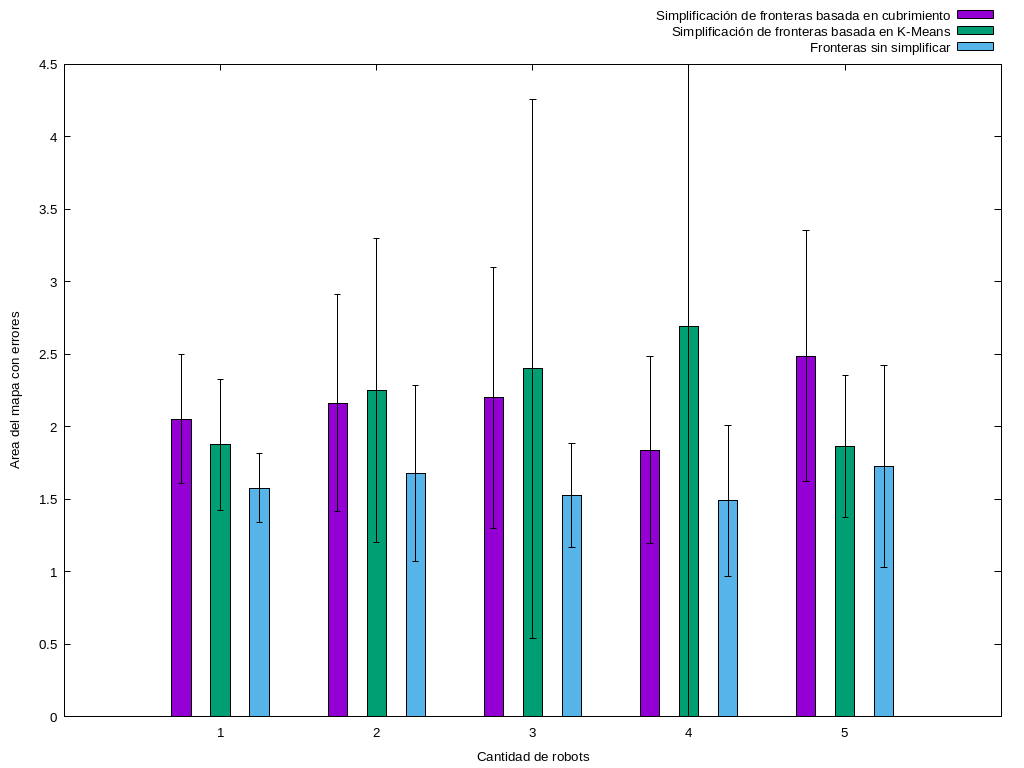 Simplificación de fronteras basada en cubrimiento
Simplificación de fronteras basada en K-Means
Fronteras sin simplificar
4.5
4
3.5
3
2.5
2
1.5
1
0.5
0
Area del mapa con errores
1 2 3 4 5
Cantidad de robots